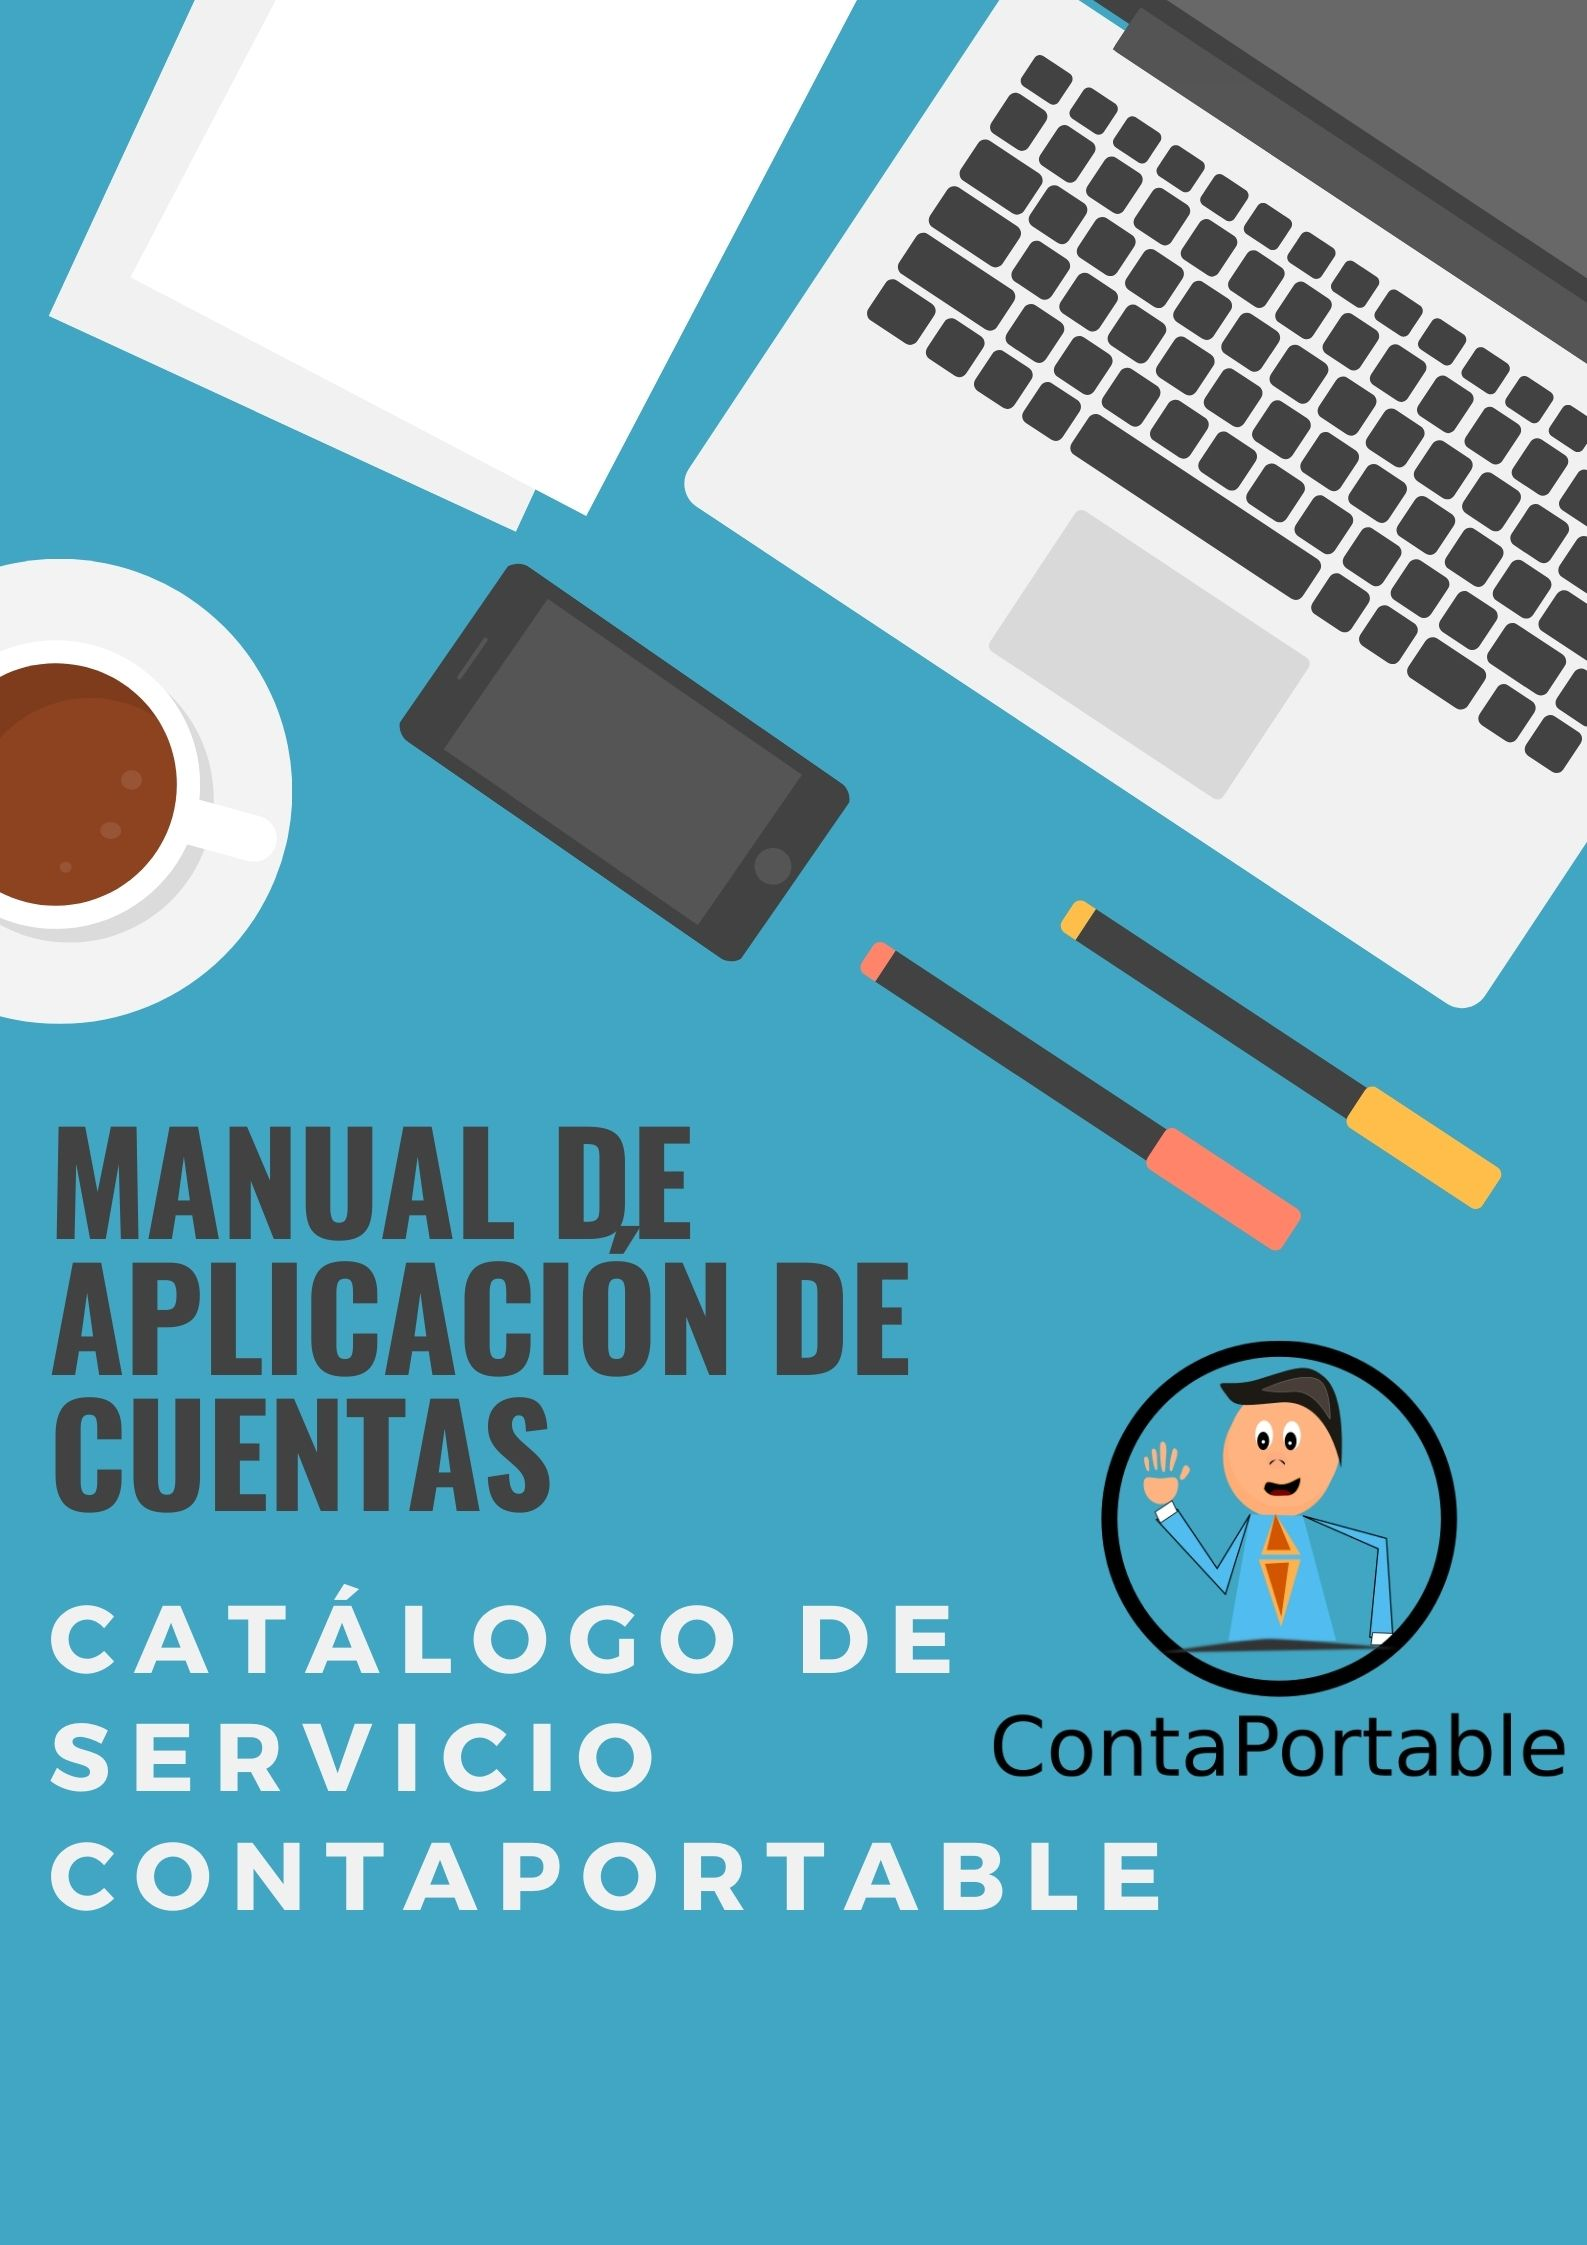 MANUAL DE
APLICACIÓN DE
CUENTAS
CATÁLOGO DE
SERVICIO
CONTAPORTABLE
ContaPortable